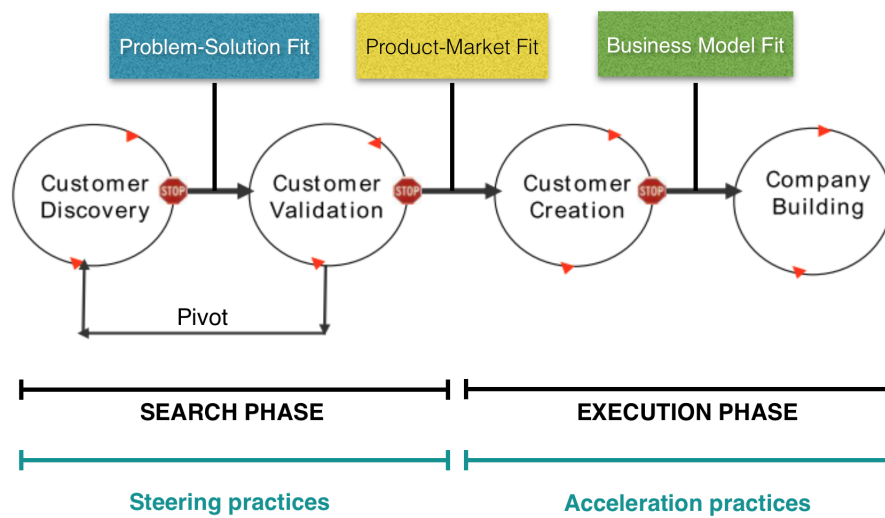 Problem-Solution Fit
Product-Market Fit
Business Model Fit
Customer
Discovery
STOP
Customer
Validation
STOP
Customer
Creation
STOP
Company
Building
Pivot
SEARCH PHASE
EXECUTION PHASE
Steering practices
Acceleration practices